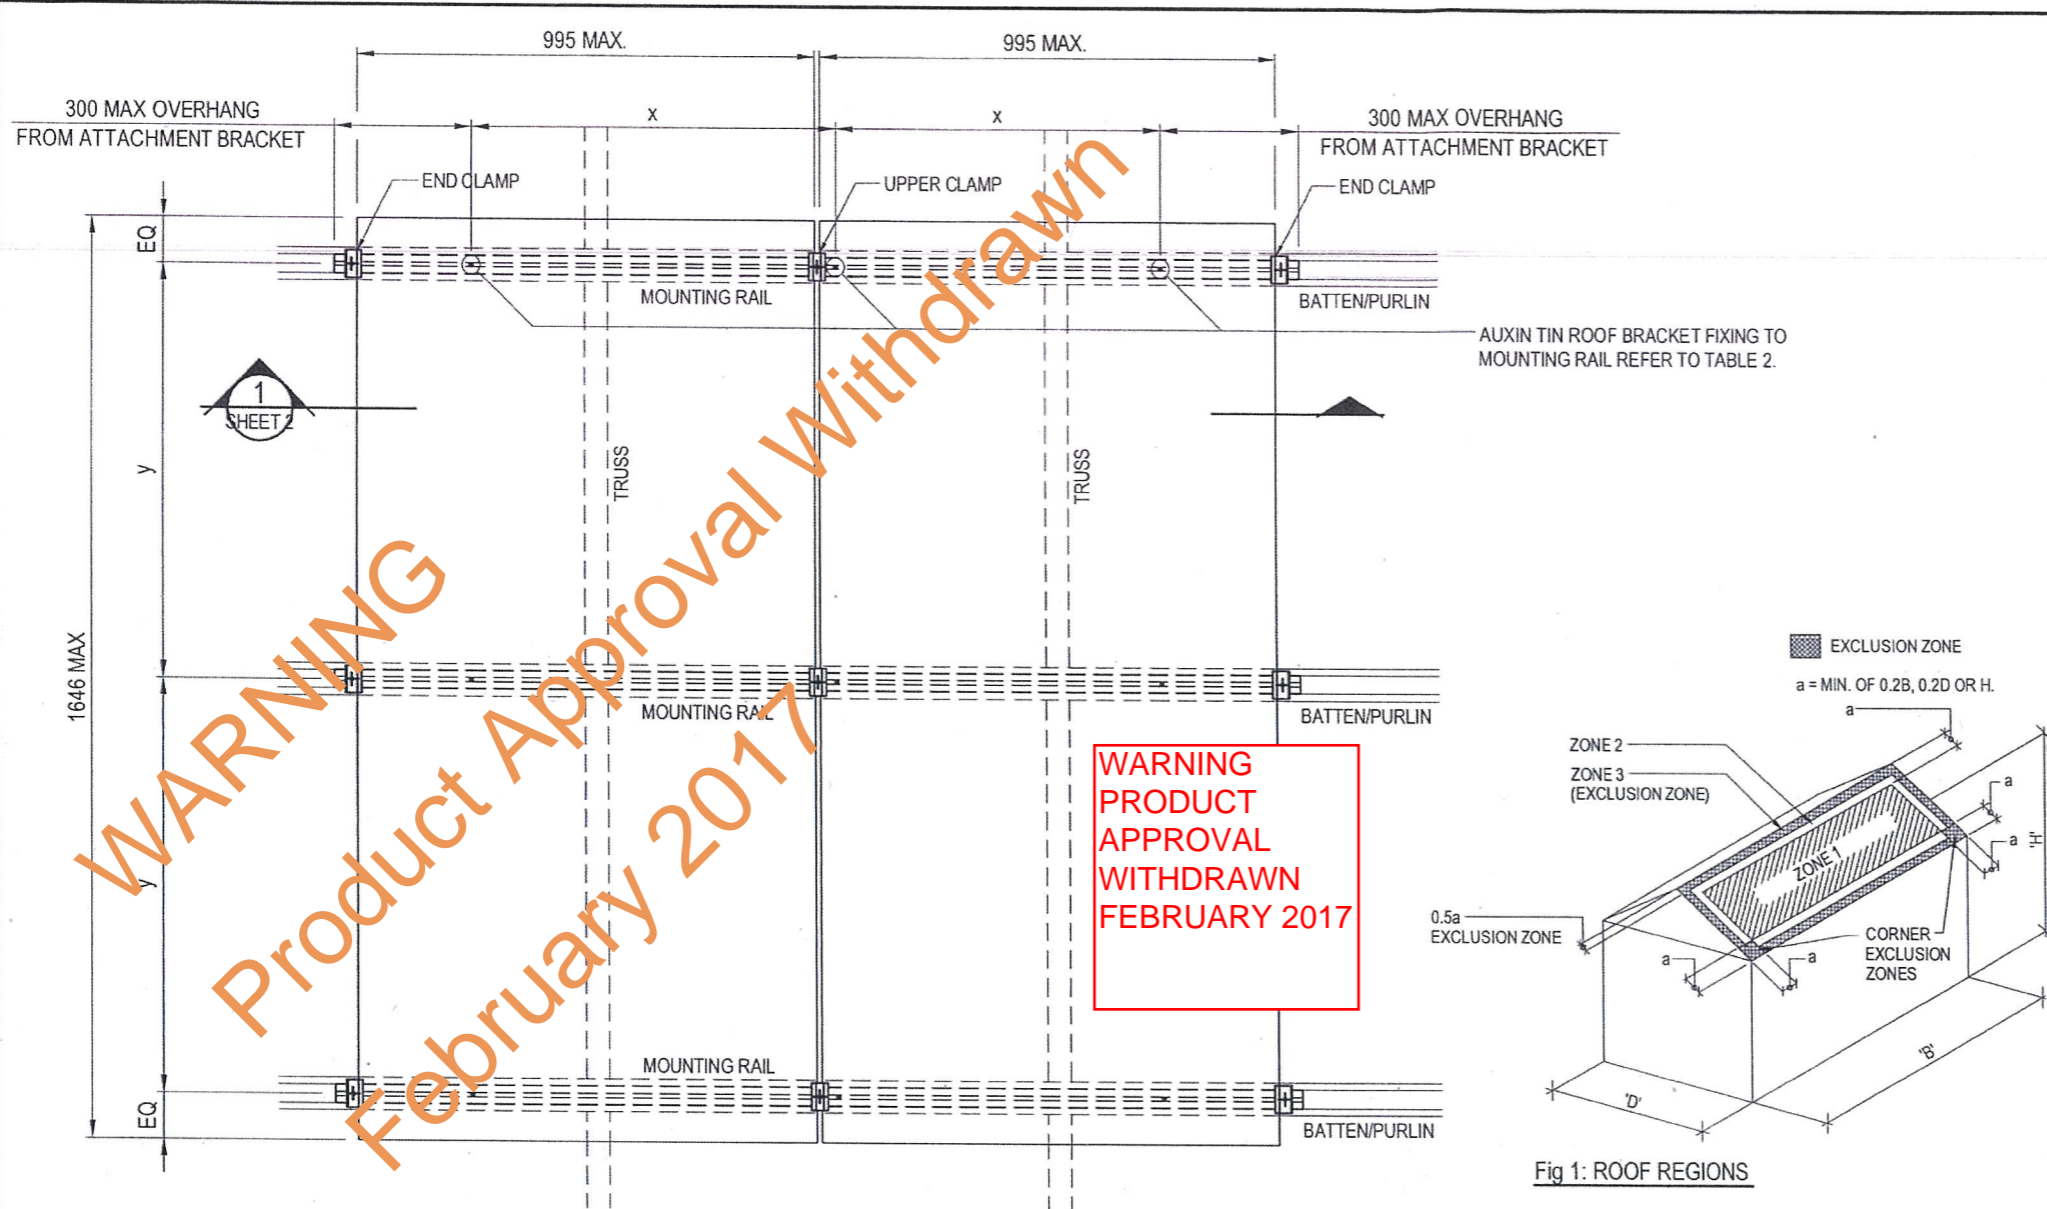 995 MAX.
995 MAX.
300 MAX OVERHANG
FROM ATTACHMENT BRACKET
x
x
300 MAX OVERHANG
FROM ATTACHMENT BRACKET
END CLAMP
UPPER CLAMP
END CLAMP
EQ
MOUNTING RAIL
BATTEN/PURLIN
AUXIN TIN ROOF BRACKET FIXING TO
MOUNTING RAIL REFER TO TABLE 2.
1
SHEET 2
y
TRUSS
TRUSS
1646 MAX
MOUNTING RAIL
BATTEN/PURLIN
y
MOUNTING RAIL
EQ
BATTEN/PURLIN
WARNING
Product Approval Withdrawn
February 2017
WARNING
PRODUCT
APPROVAL
WITHDRAWN
FEBRUARY 2017
EXCLUSION ZONE
a = MIN. OF 0.2B, 0.2D OR H.
a
ZONE 2
ZONE 3
(EXCLUSION ZONE)
a
a
'H'
ZONE 1
0.5a
EXCLUSION ZONE
CORNER
EXCLUSION
ZONES
a
a
'B'
'D'
Fig 1: ROOF REGIONS